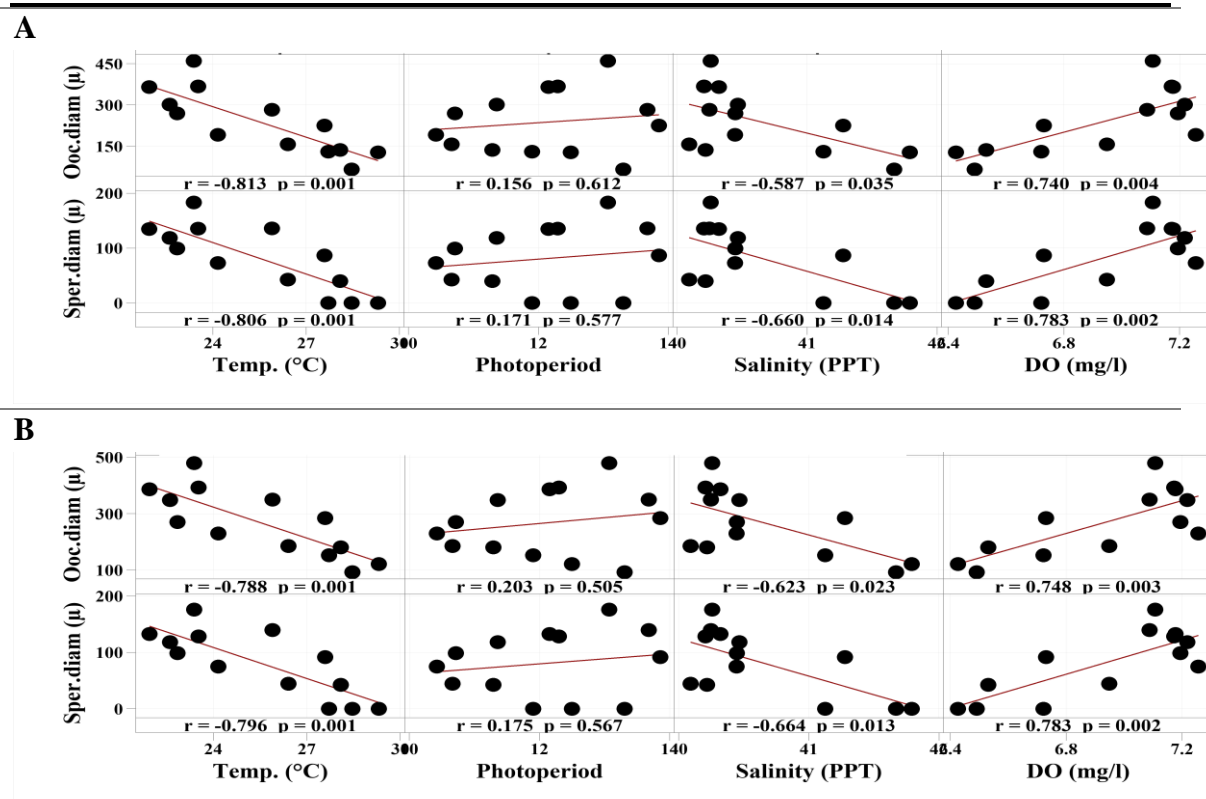 A
450
300
150
Ooc.diam (μ)
r = -0.813 p = 0.001 r = 0.156 p = 0.612 r = -0.587 p = 0.035 r = 0.740 p = 0.004
200
100
0
Sper.diam (μ)
r = -0.806 p = 0.001 r = 0.171 p = 0.577 r = -0.660 p = 0.014 r = 0.783 p = 0.002
24 27 12 140 41 6.8 7.2
Temp. (°C) Photoperiod Salinity (PPT) DO (mg/l)
B
500
300
100
Ooc.diam (μ)
r = -0.788 p = 0.001 r = 0.203 p = 0.505 r = -0.623 p = 0.023 r = 0.748 p = 0.003
200
100
0
Sper.diam (μ)
r = -0.796 p = 0.001 r = 0.175 p = 0.567 r = -0.664 p = 0.013 r = 0.783 p = 0.002
24 27 12 140 41 6.8 7.2
Temp. (°C) Photoperiod Salinity (PPT) DO (mg/l)